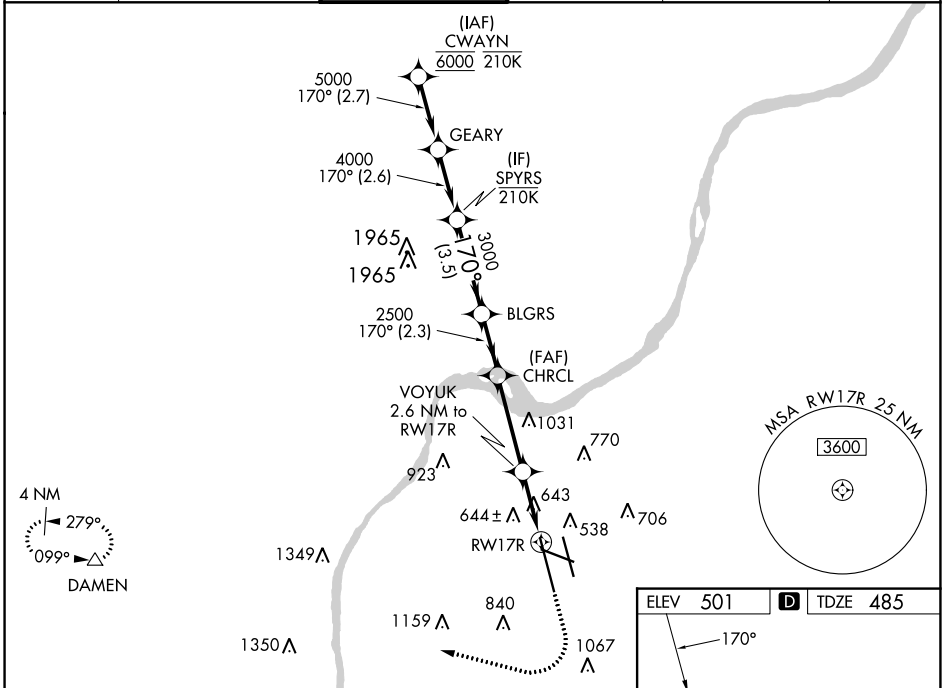 (IAF)
CWAYN
6000 210K
5000
170° (2.7)
GEARY
4000
170° (2.6)
(IF)
SPYRS
210K
1965
1965
3000
170°
(3.5)
2500
170° (2.3)
BLGRS
(FAF)
CHRCL
VOYUK
2.6 NM to
RW17R
1031
770
923
643
644±
538
706
RW17R
MSA RW17R 25 NM
3600
4 NM
279°
099°
DAMEN
1349
1159
840
1350
1067
ELEV 501 D TDZE 485
170°